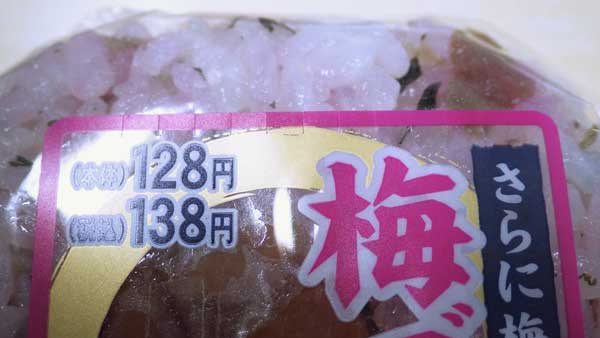 (本体)128円
(税込)138円
梅
さらに梅